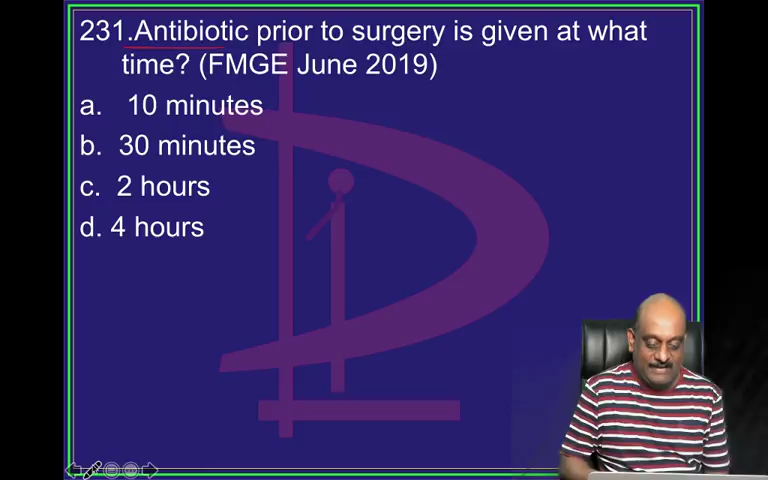 231.Antibiotic prior to surgery is given at what
time? (FMGE June 2019)
a. 10 minutes
b. 30 minutes
c. 2 hours
d. 4 hours